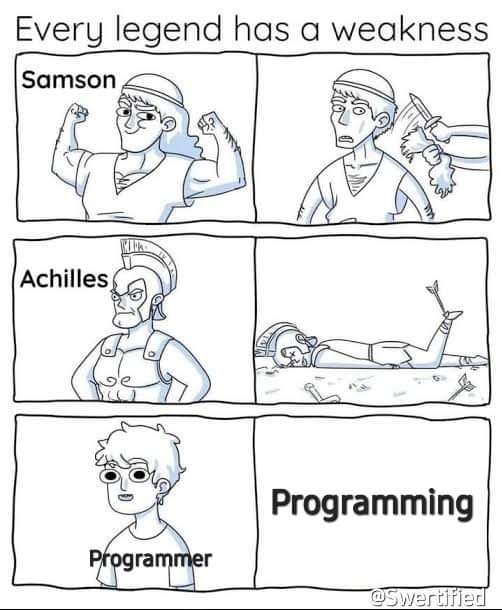 Every legend has a weakness
Samson
Achilles
Programmer
Programming
@Swertified